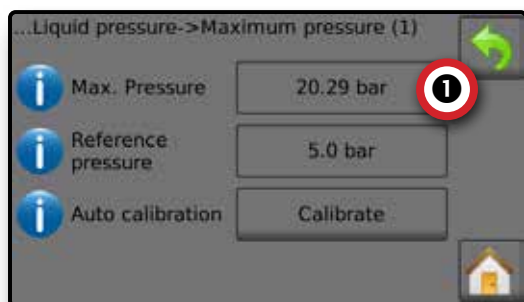 ...Liquid pressure->Maximum pressure (1)
Max. Pressure 20.29 bar 1
Reference
pressure 5.0 bar
Auto calibration Calibrate